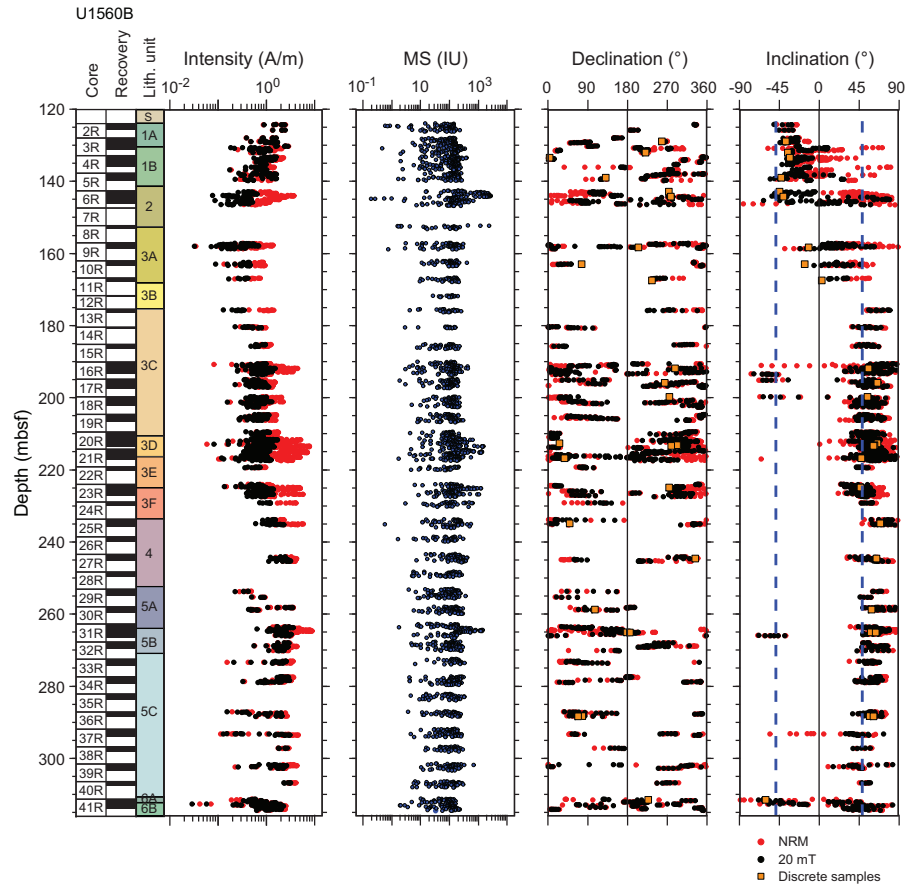 U1560B
Core Recovery Lith. unit
Intensity (A/m) MS (IU) Declination (°) Inclination (°)
10-2 100 10-1 101 103 0 90 180 270 360 -90 -45 0 45 90
Depth (mbsf)
120
140
160
180
200
220
240
260
280
300
2R
3R
4R
5R
6R
7R
8R
9R
10R
11R
12R
13R
14R
15R
16R
17R
18R
19R
20R
21R
22R
23R
24R
25R
26R
27R
28R
29R
30R
31R
32R
33R
34R
35R
36R
37R
38R
39R
40R
41R
S
1A
1B
2
3A
3B
3C
3D
3E
3F
4
5A
5B
5C
6A
6B
NRM
20 mT
Discrete samples